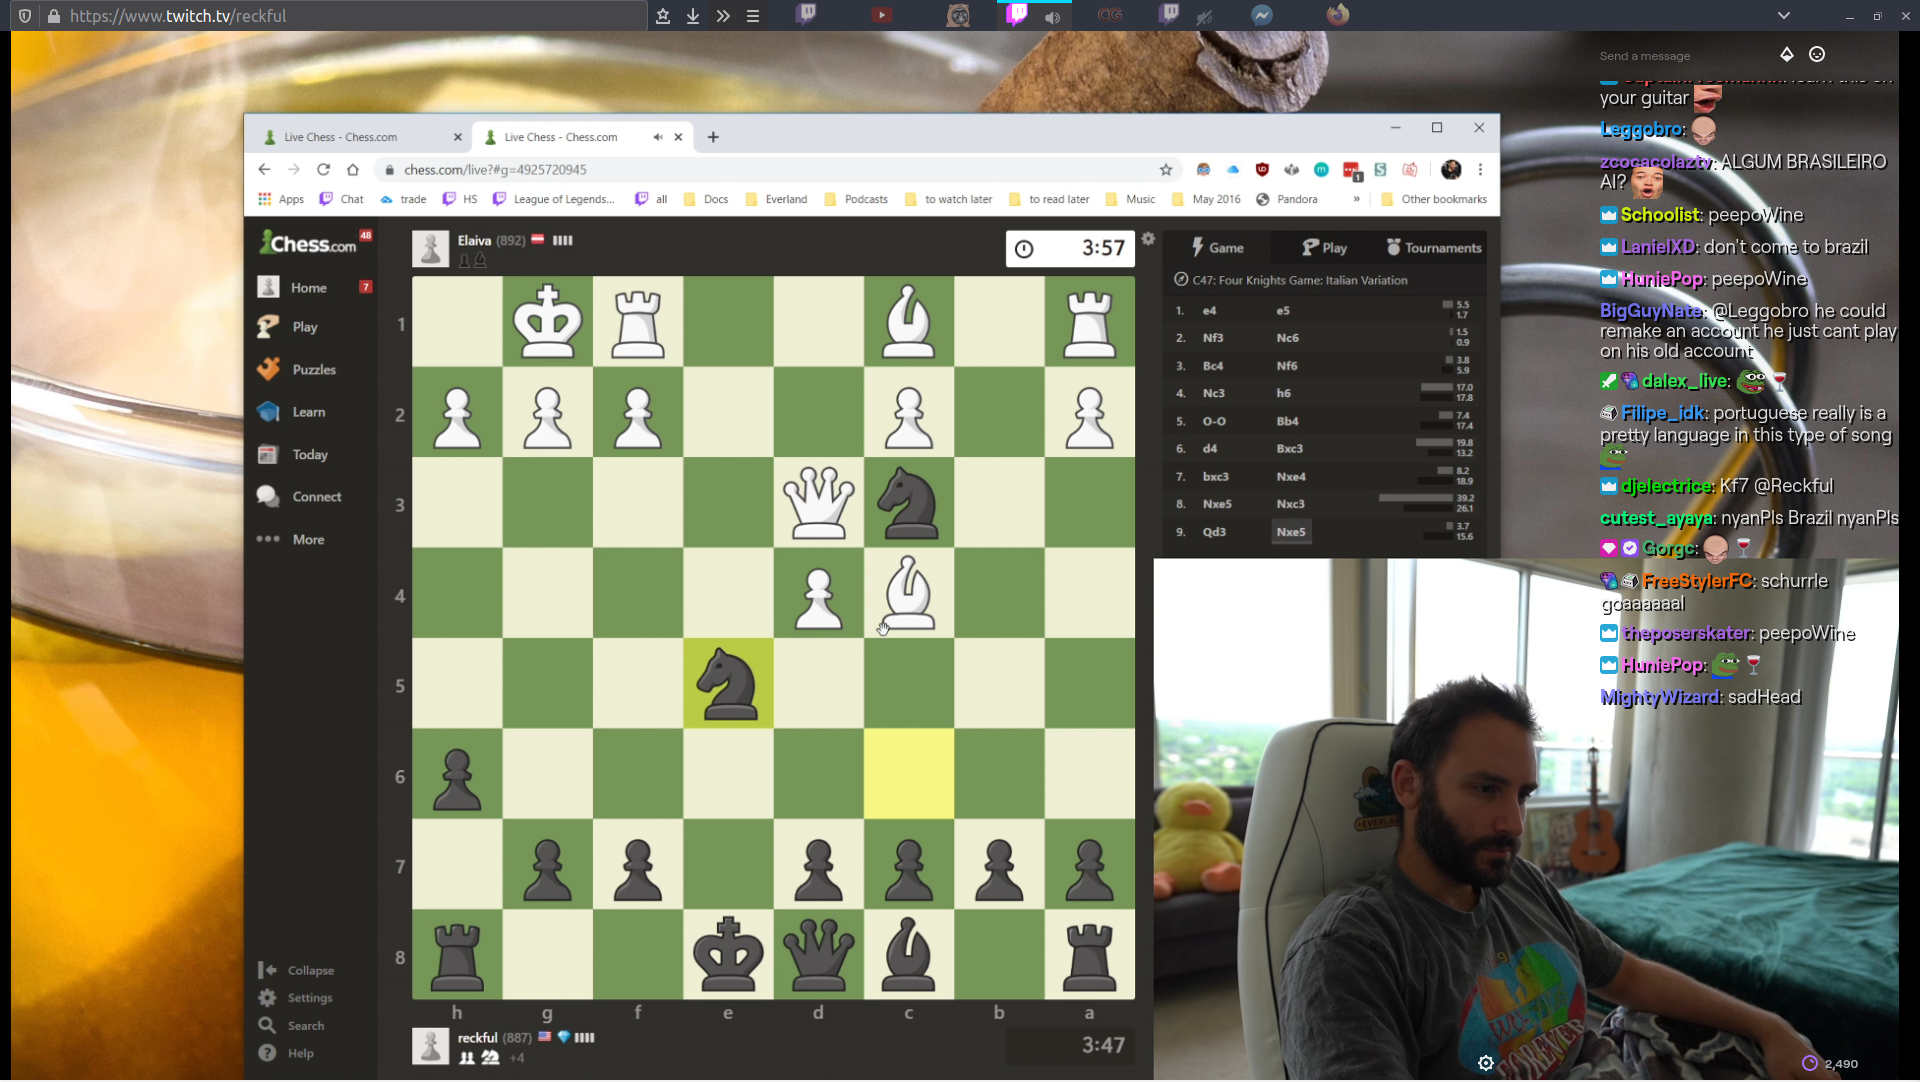 https://www.twitch.tv/reckful
Live Chess - Chess.com
Live Chess - Chess.com
chess.com/live?#g=4925720945
Apps
Chat
trade
HS
League of Legends...
all
Docs
Everland
Podcasts
to watch later
to read later
Music
May 2016
Pandora
»
Other bookmarks
Chess.com 48
Home 7
Play
Puzzles
Learn
Today
Connect
More
Collapse
Settings
Search
Help
Elaiva (892)
3:57
1
2
3
4
5
6
7
8
h g f e d c b a
reckful (887)
+4
3:47
Game Play Tournaments
C47: Four Knights Game: Italian Variation
1. e4 e5 5.5 1.7
2. Nf3 Nc6 1.5 0.9
3. Bc4 Nf6 3.8 5.9
4. Nc3 h6 17.0 17.8
5. O-O Bb4 7.4 17.4
6. d4 Bxc3 19.8 13.2
7. bxc3 Nxe4 8.2 18.9
8. Nxe5 Nxc3 39.2 26.1
9. Qd3 Nxe5 3.7 15.6
Send a message
your guitar
Leggobro:
zcocacolaztv: ALGUM BRASILEIRO
AI?
Schoolist: peepoWine
LanielXD: don't come to brazil
HuniePop: peepoWine
BigGuyNate: @Leggobro he could
remake an account he just cant play
on his old account
dalex_live:
Filipe_idk: portuguese really is a
pretty language in this type of song
djelectrice: Kf7 @Reckful
cutest_ayaya: nyanPls Brazil nyanPls
Gorgc:
FreeStylerFC: schurrle
goaaaaaal
theposerskater: peepoWine
HuniePop:
MightyWizard: sadHead
FOREVER
2,490